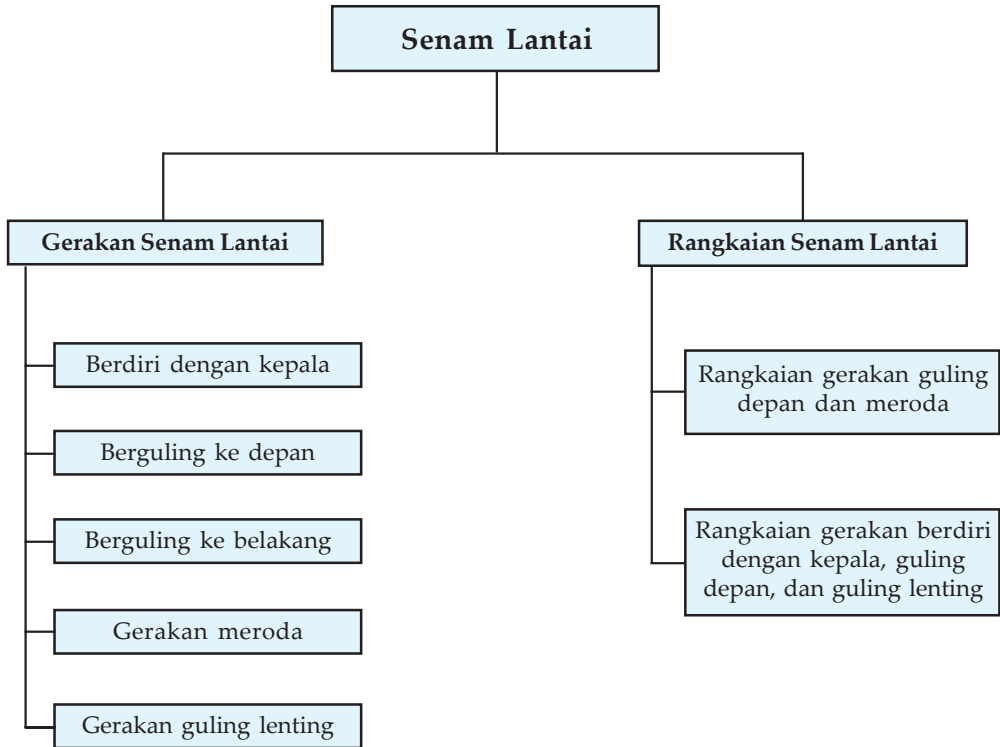 Senam Lantai
Gerakan Senam Lantai
Berdiri dengan kepala
Berguling ke depan
Berguling ke belakang
Gerakan meroda
Gerakan guling lenting
Rangkaian Senam Lantai
Rangkaian gerakan guling
depan dan meroda
Rangkaian gerakan berdiri
dengan kepala, guling
depan, dan guling lenting